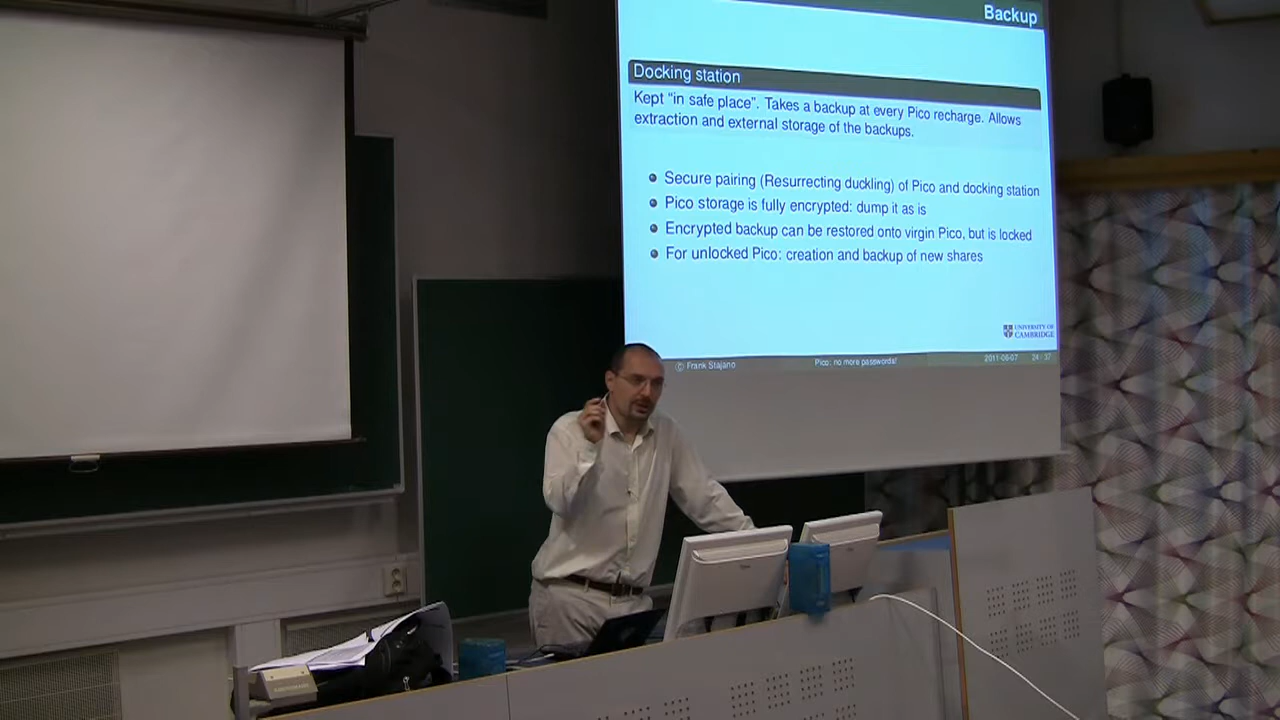 Backup
Docking station
Kept "in safe place". Takes a backup at every Pico recharge. Allows
extraction and external storage of the backups.
Secure pairing (Resurrecting duckling) of Pico and docking station
Pico storage is fully encrypted: dump it as is
Encrypted backup can be restored onto virgin Pico, but is locked
For unlocked Pico: creation and backup of new shares
UNIVERSITY OF
CAMBRIDGE
© Frank Stajano Pico: no more passwords! 2011-06-07 24 / 37